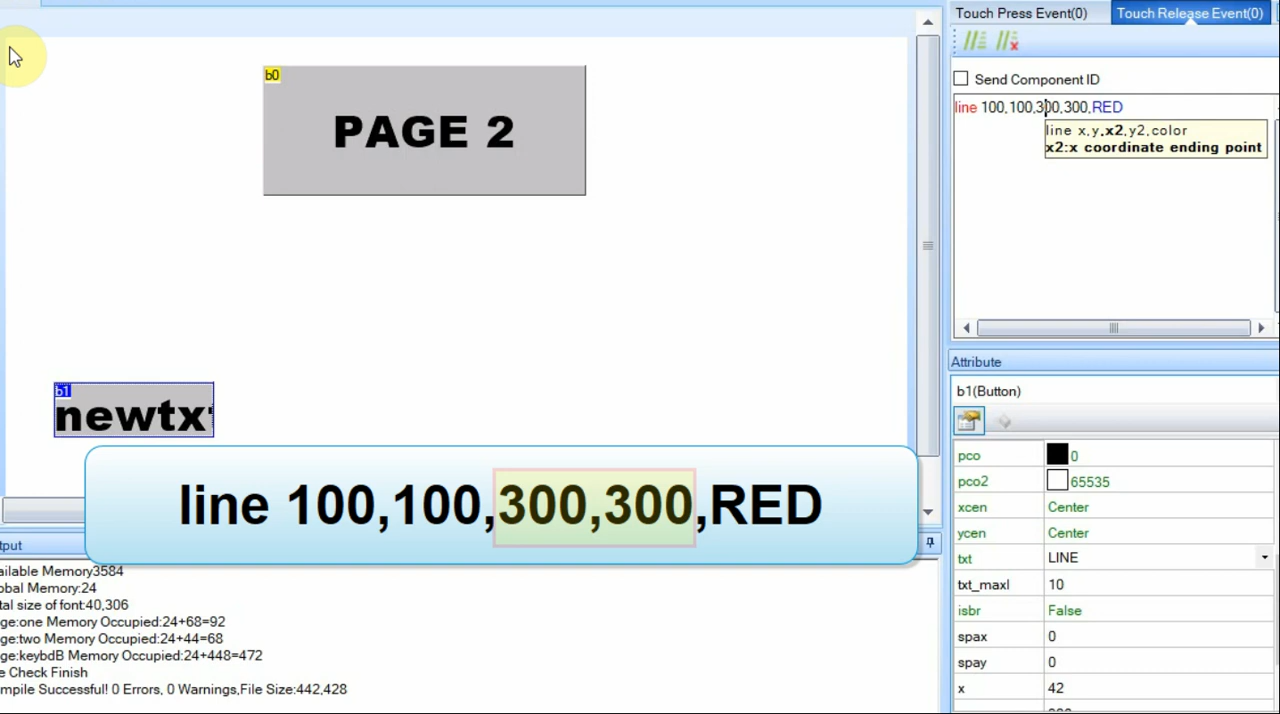 Touch Press Event(0)
Touch Release Event(0)
Send Component ID
line 100,100,300,300,RED
line x,y,x2,y2,color
x2:x coordinate ending point
b0
PAGE 2
b1
newtxt
line 100,100,300,300,RED
Attribute
b1(Button)
pco 0
pco2 65535
xcen Center
ycen Center
txt LINE
txt_maxl 10
isbr False
spax 0
spay 0
x 42
tput
ailable Memory3584
obal Memory:24
tal size of font:40,306
ge:one Memory Occupied:24+68=92
ge:two Memory Occupied:24+44=68
ge:keybdB Memory Occupied:24+448=472
e Check Finish
mpile Successful! 0 Errors, 0 Warnings,File Size:442,428